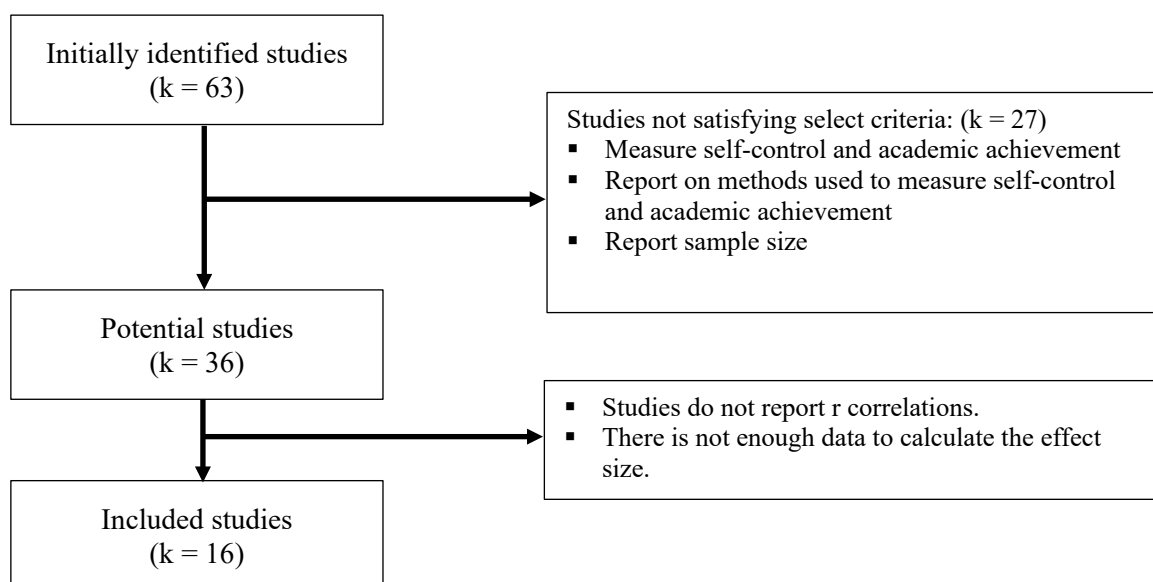 Initially identified studies
(k = 63)
Studies not satisfying select criteria: (k = 27)
▪ Measure self-control and academic achievement
▪ Report on methods used to measure self-control
and academic achievement
▪ Report sample size
Potential studies
(k = 36)
▪ Studies do not report r correlations.
▪ There is not enough data to calculate the effect
size.
Included studies
(k = 16)